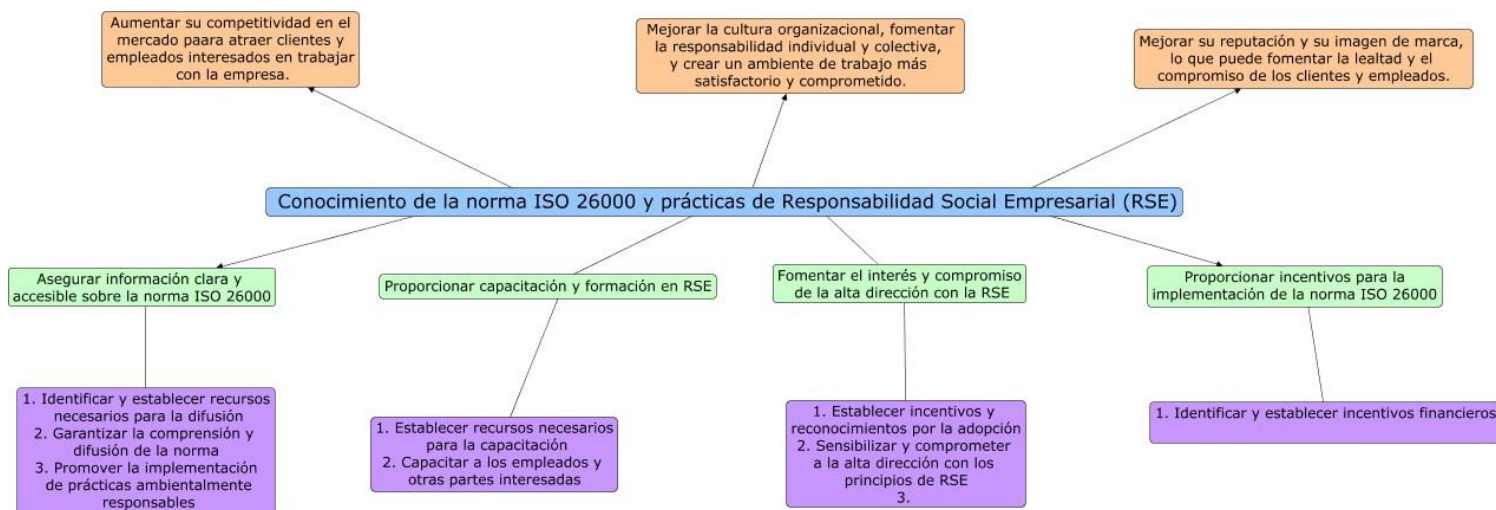 Aumentar su competitividad en el
mercado paara atraer clientes y
empleados interesados en trabajar
con la empresa.
Mejorar la cultura organizacional, fomentar
la responsabilidad individual y colectiva,
y crear un ambiente de trabajo más
satisfactorio y comprometido.
Mejorar su reputación y su imagen de marca,
lo que puede fomentar la lealtad y el
compromiso de los clientes y empleados.
Conocimiento de la norma ISO 26000 y prácticas de Responsabilidad Social Empresarial (RSE)
Asegurar información clara y
accesible sobre la norma ISO 26000
Proporcionar capacitación y formación en RSE
Fomentar el interés y compromiso
de la alta dirección con la RSE
Proporcionar incentivos para la
implementación de la norma ISO 26000
1. Identificar y establecer recursos
necesarios para la difusión
2. Garantizar la comprensión y
difusión de la norma
3. Promover la implementación
de prácticas ambientalmente
responsables
1. Establecer recursos necesarios
para la capacitación
2. Capacitar a los empleados y
otras partes interesadas
1. Establecer incentivos y
reconocimientos por la adopción
2. Sensibilizar y comprometer
a la alta dirección con los
principios de RSE
3.
1. Identificar y establecer incentivos financieros